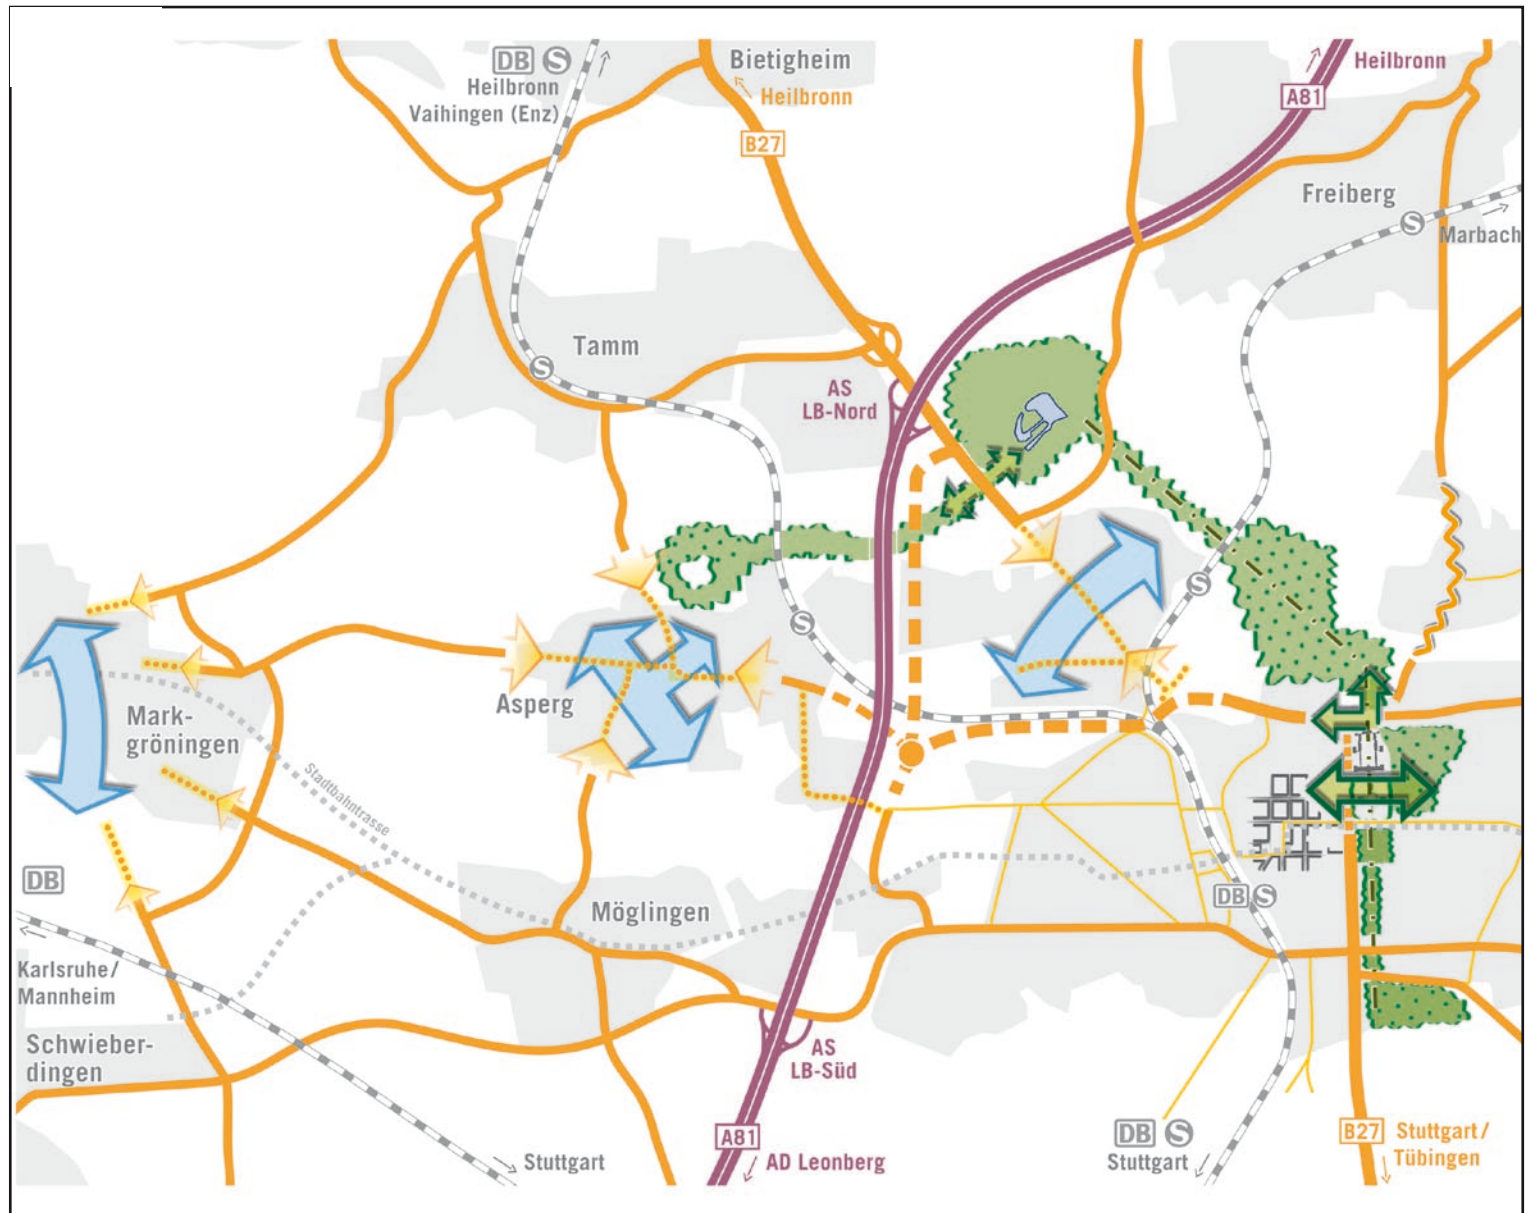 DB S
Heilbronn
Vaihingen (Enz)
Bietigheim
Heilbronn
B27
Heilbronn
A81
Freiberg
S
Marbach
Tamm
S
AS
LB-Nord
S
S
Asperg
Mark-
gröningen
Stadtbahntrasse
DB
DB S
Möglingen
Karlsruhe/
Mannheim
Schwieber-
dingen
AS
LB-Süd
A81
AD Leonberg
Stuttgart
DB S
Stuttgart
B27
Stuttgart/
Tübingen